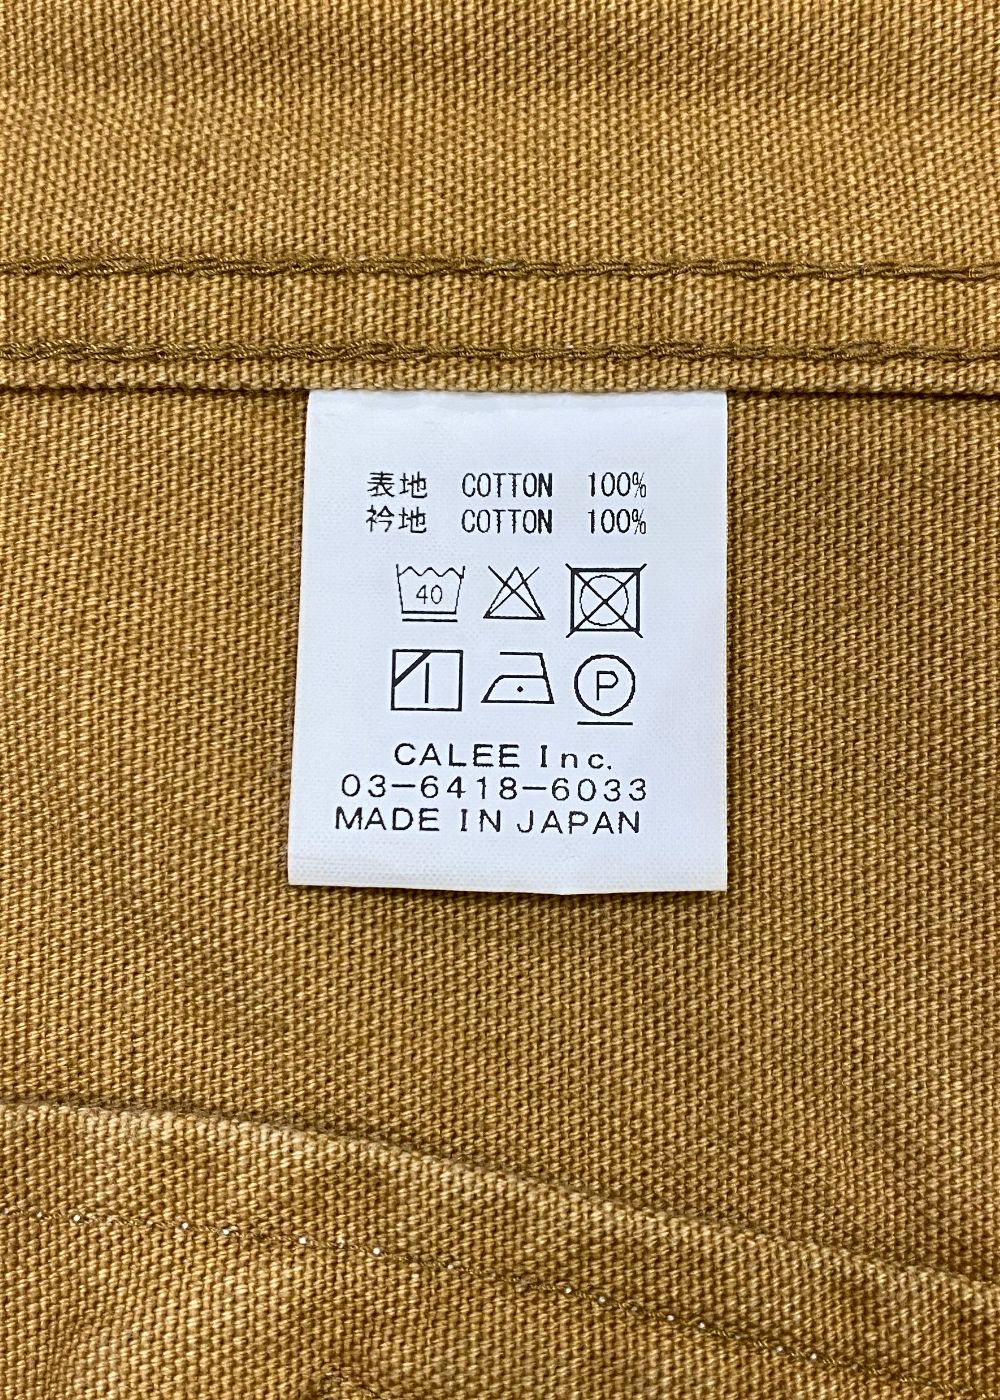 表地 COTTON 100%
衿地 COTTON 100%
40
P
CALEE Inc.
03-6418-6033
MADE IN JAPAN